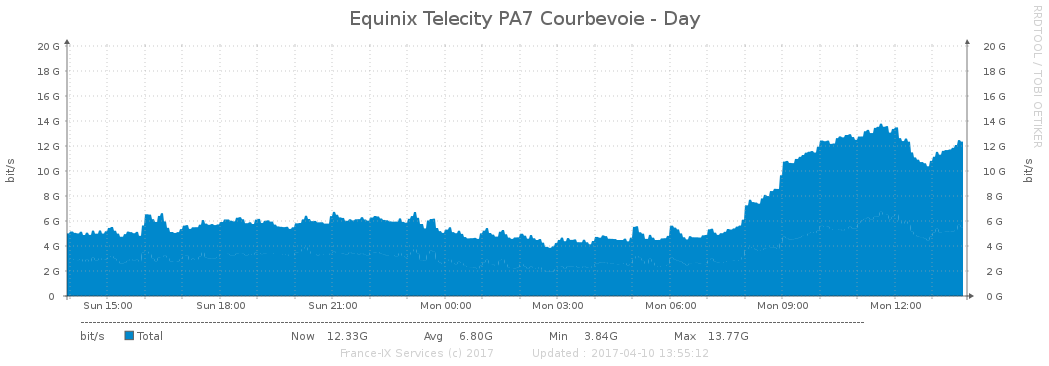 Equinix Telecity PA7 Courbevoie - Day
RRDTOOL / TOBI OETIKER
bit/s
20 G
18 G
16 G
14 G
12 G
10 G
8 G
6 G
4 G
2 G
0
20 G
18 G
16 G
14 G
12 G
10 G
8 G
6 G
4 G
2 G
0 G
bit/s
Sun 15:00 Sun 18:00 Sun 21:00 Mon 00:00 Mon 03:00 Mon 06:00 Mon 09:00 Mon 12:00
bit/s Total Now 12.33G Avg 6.80G Min 3.84G Max 13.77G
France-IX Services (c) 2017 Updated : 2017-04-10 13:55:12